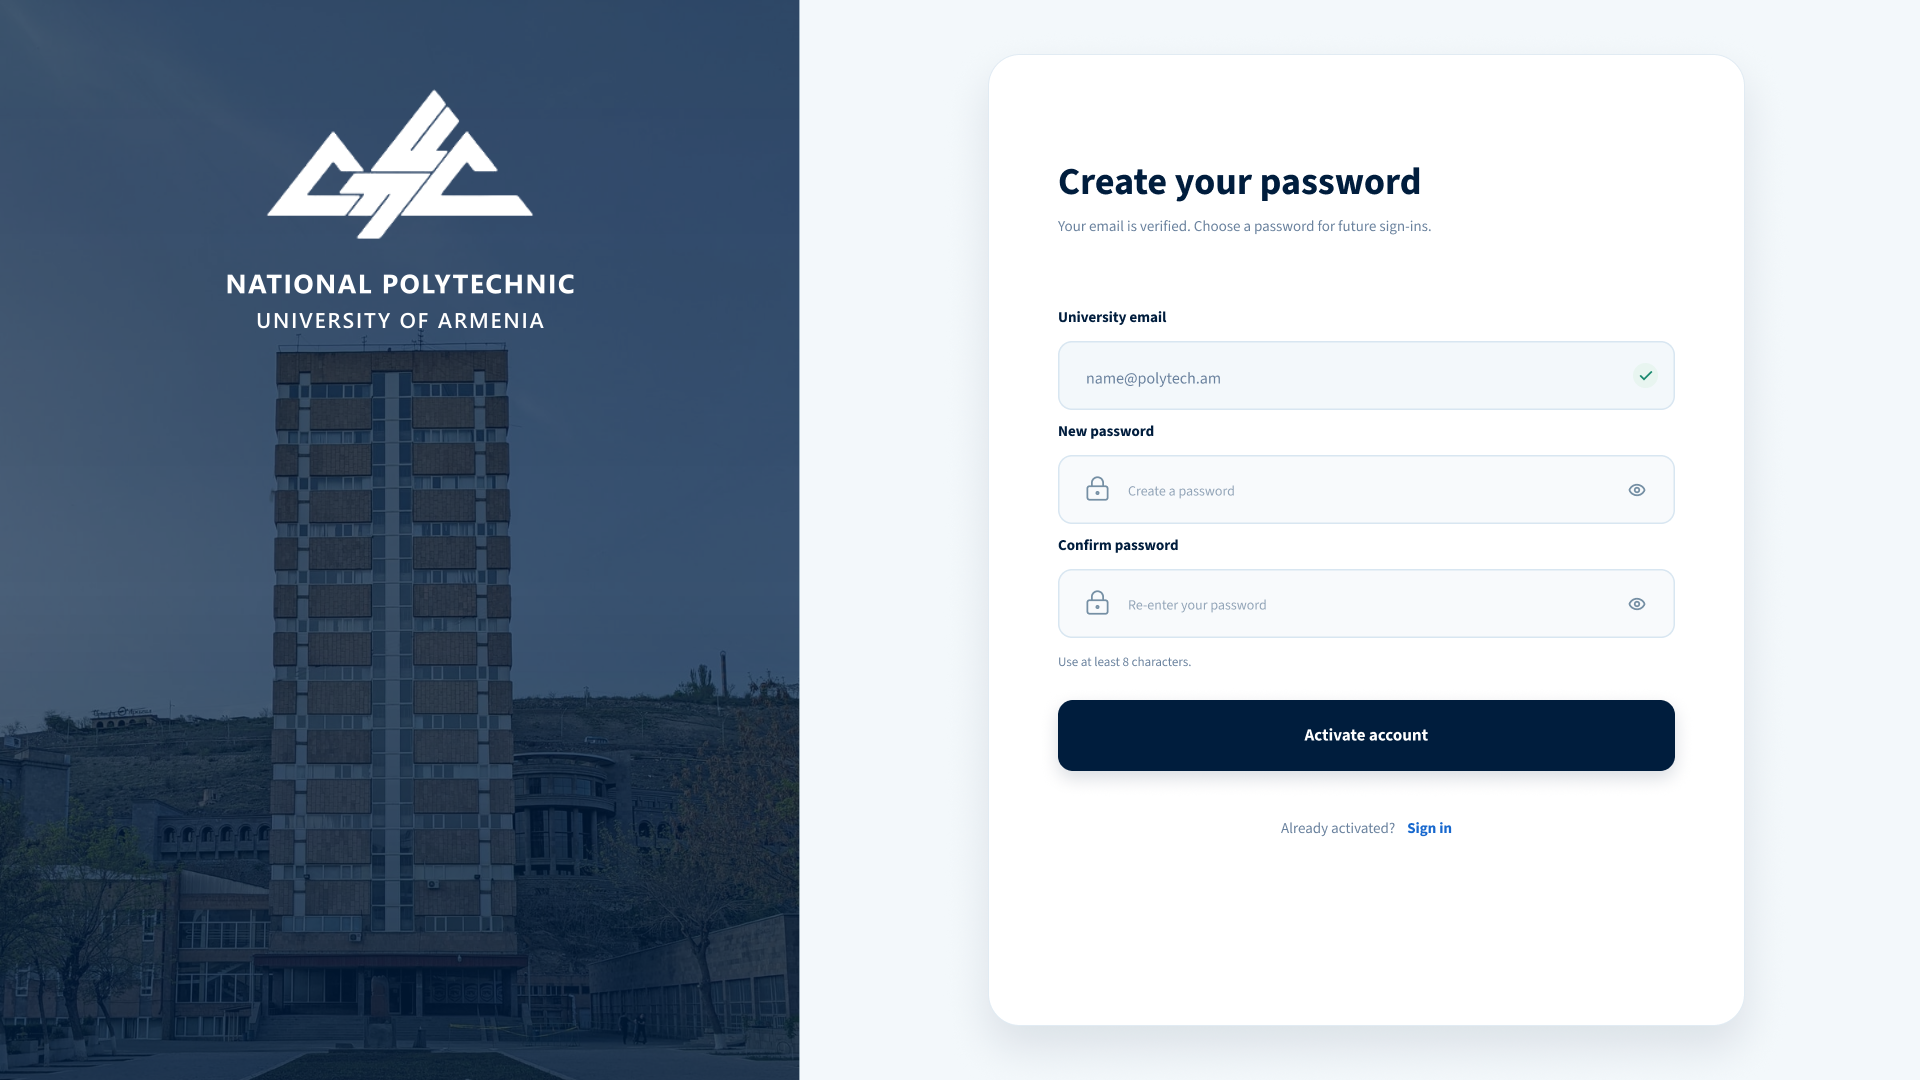 NATIONAL POLYTECHNIC
UNIVERSITY OF ARMENIA
Create your password
Your email is verified. Choose a password for future sign-ins.
University email
name@polytech.am
New password
Create a password
Confirm password
Re-enter your password
Use at least 8 characters.
Activate account
Already activated? Sign in